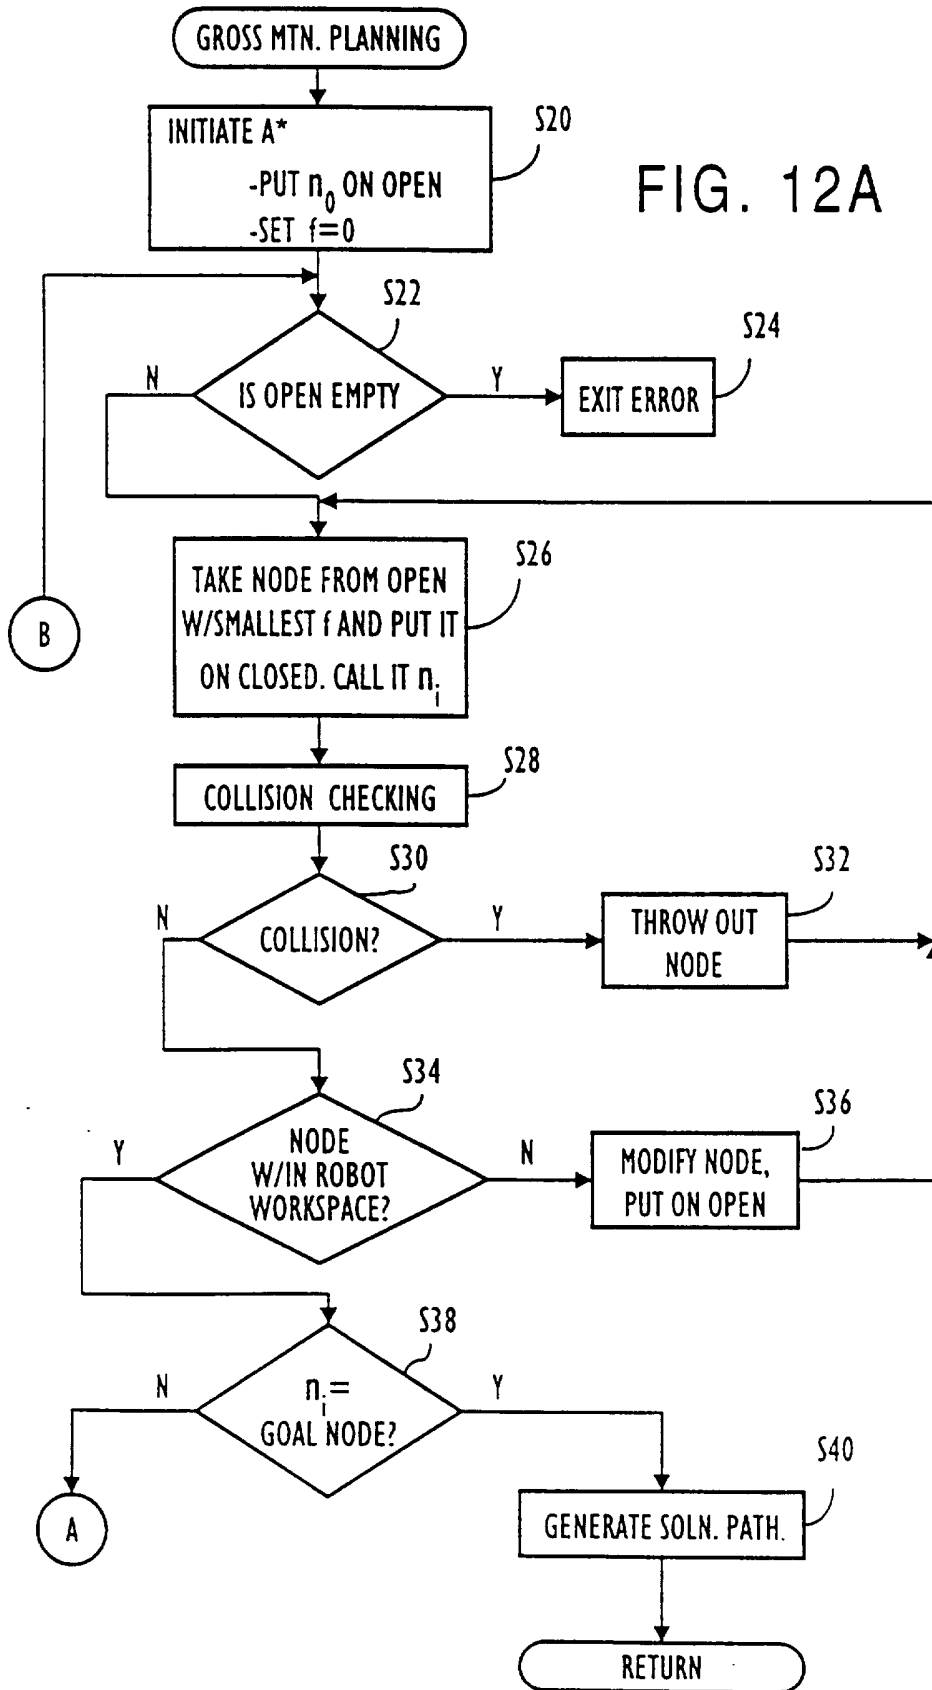 GROSS MTN. PLANNING
S20
INITIATE A*
-PUT n0 ON OPEN
-SET f=0
FIG. 12A
S22
S24
N
IS OPEN EMPTY
Y
EXIT ERROR
S26
TAKE NODE FROM OPEN
W/SMALLEST f AND PUT IT
ON CLOSED. CALL IT ni
B
S28
COLLISION CHECKING
S30
S32
N
COLLISION?
Y
THROW OUT
NODE
S34
S36
Y
NODE
W/IN ROBOT
WORKSPACE?
N
MODIFY NODE,
PUT ON OPEN
S38
N
ni=
GOAL NODE?
Y
S40
A
GENERATE SOLN. PATH.
RETURN